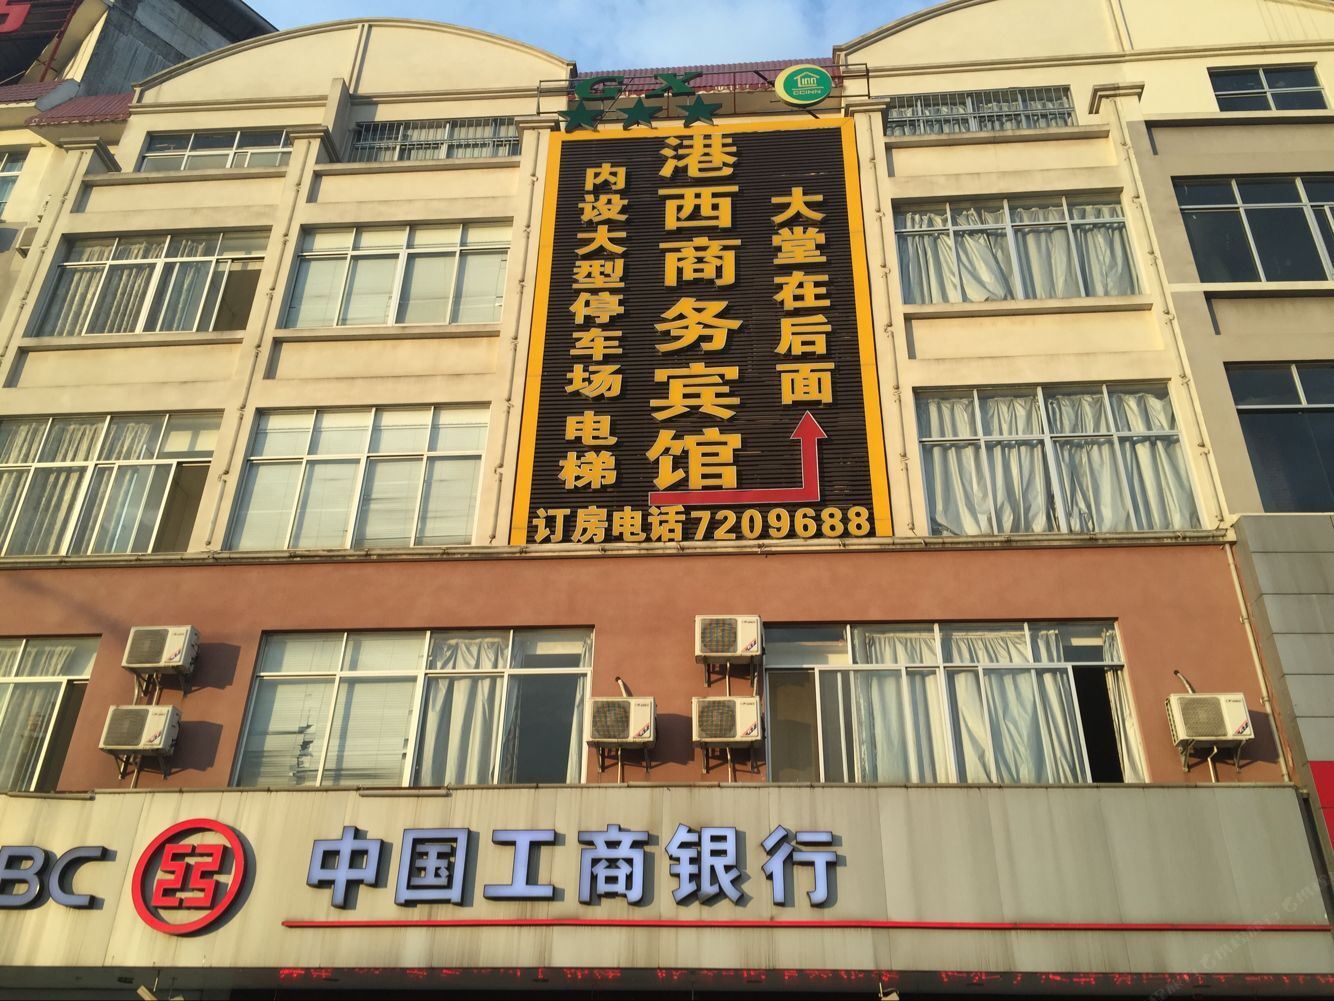 GX
inn
CCINN
港西商务宾馆
大堂在后面
内设大型停车场 电梯
订房电话7209688
BC
中国工商银行